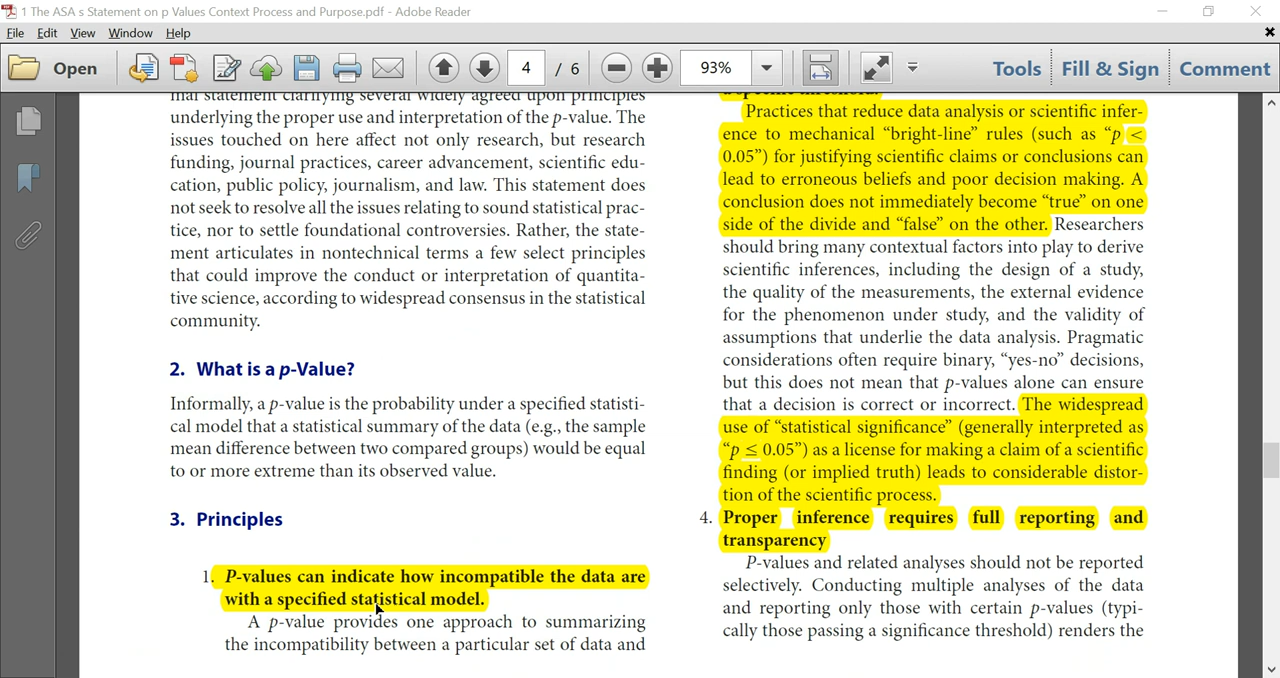 1 The ASA s Statement on p Values Context Process and Purpose.pdf - Adobe Reader
File Edit View Window Help
Open 4 / 6 93% Tools Fill & Sign Comment
mal statement clarifying several widely agreed upon principles
underlying the proper use and interpretation of the p-value. The
issues touched on here affect not only research, but research
funding, journal practices, career advancement, scientific edu-
cation, public policy, journalism, and law. This statement does
not seek to resolve all the issues relating to sound statistical prac-
tice, nor to settle foundational controversies. Rather, the state-
ment articulates in nontechnical terms a few select principles
that could improve the conduct or interpretation of quantita-
tive science, according to widespread consensus in the statistical
community.
2. What is a p-Value?
Informally, a p-value is the probability under a specified statisti-
cal model that a statistical summary of the data (e.g., the sample
mean difference between two compared groups) would be equal
to or more extreme than its observed value.
3. Principles
1. P-values can indicate how incompatible the data are
with a specified statistical model.
A p-value provides one approach to summarizing
the incompatibility between a particular set of data and
a specific threshold.
Practices that reduce data analysis or scientific infer-
ence to mechanical “bright-line” rules (such as “p <
0.05”) for justifying scientific claims or conclusions can
lead to erroneous beliefs and poor decision making. A
conclusion does not immediately become “true” on one
side of the divide and “false” on the other. Researchers
should bring many contextual factors into play to derive
scientific inferences, including the design of a study,
the quality of the measurements, the external evidence
for the phenomenon under study, and the validity of
assumptions that underlie the data analysis. Pragmatic
considerations often require binary, “yes-no” decisions,
but this does not mean that p-values alone can ensure
that a decision is correct or incorrect. The widespread
use of “statistical significance” (generally interpreted as
“p ≤ 0.05”) as a license for making a claim of a scientific
finding (or implied truth) leads to considerable distor-
tion of the scientific process.
4. Proper inference requires full reporting and
transparency
P-values and related analyses should not be reported
selectively. Conducting multiple analyses of the data
and reporting only those with certain p-values (typi-
cally those passing a significance threshold) renders the